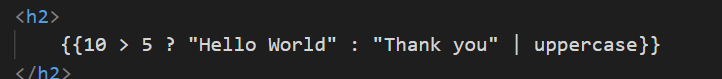 <h2>
{{10 > 5 ? "Hello World" : "Thank you" | uppercase}}
</h2>